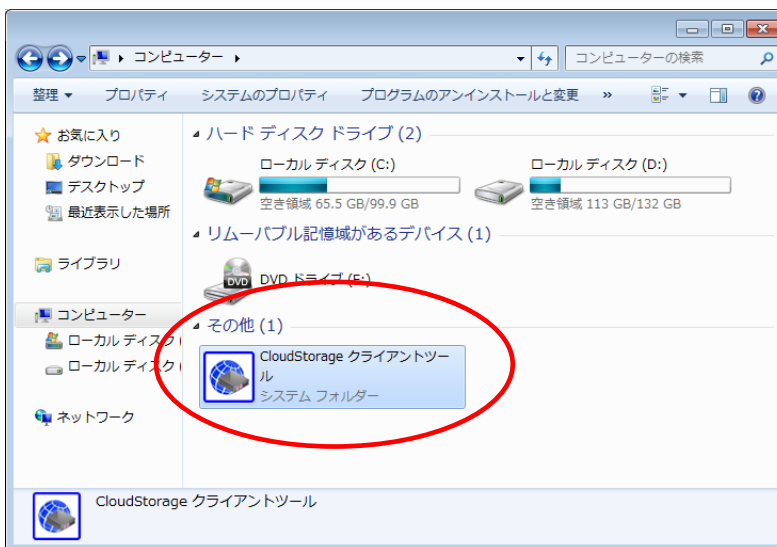 コンピューター
コンピューターの検索
整理 プロパティ システムのプロパティ プログラムのアンインストールと変更 »
お気に入り
ダウンロード
デスクトップ
最近表示した場所
ライブラリ
コンピューター
ローカル ディスク (
ローカル ディスク (
ネットワーク
ハード ディスク ドライブ (2)
ローカル ディスク (C:)
空き領域 65.5 GB/99.9 GB
ローカル ディスク (D:)
空き領域 113 GB/132 GB
リムーバブル記憶域があるデバイス (1)
DVD
DVD ドライブ (E:)
その他 (1)
CloudStorage クライアントツー
ル
システム フォルダー
CloudStorage クライアントツール